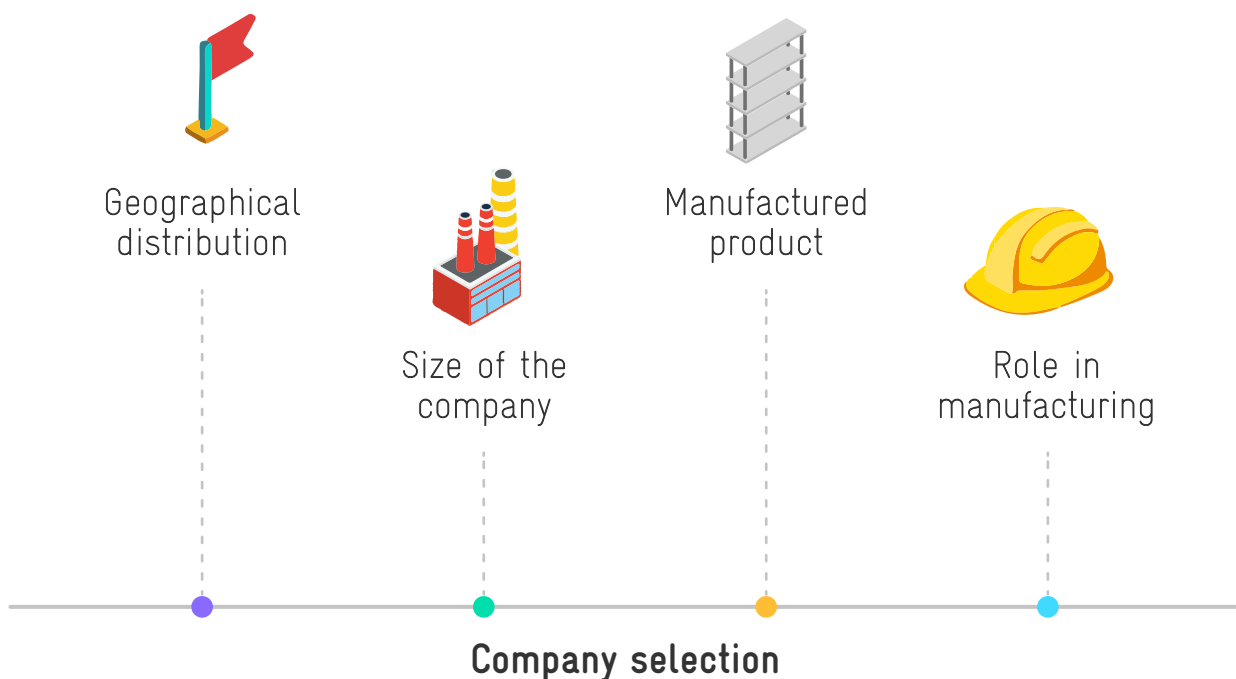 Geographical
distribution
Size of the
company
Manufactured
product
Role in
manufacturing
Company selection